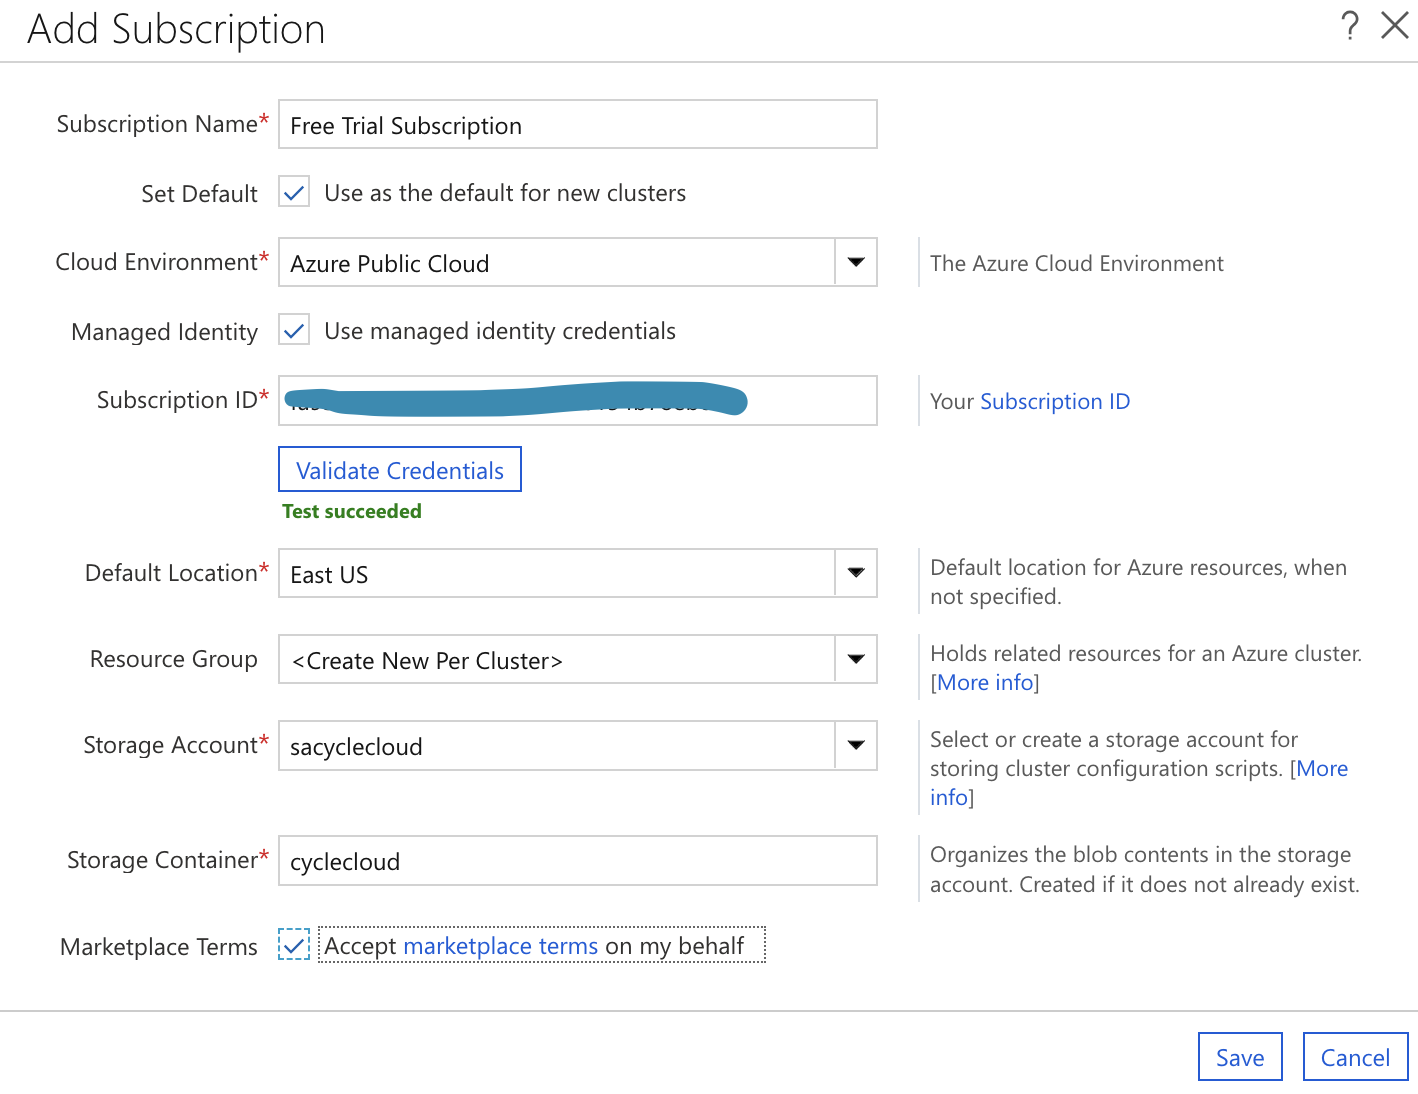 Add Subscription
?
Subscription Name* Free Trial Subscription
Set Default Use as the default for new clusters
Cloud Environment* Azure Public Cloud The Azure Cloud Environment
Managed Identity Use managed identity credentials
Subscription ID* Your Subscription ID
Validate Credentials
Test succeeded
Default Location* East US Default location for Azure resources, when
not specified.
Resource Group <Create New Per Cluster> Holds related resources for an Azure cluster.
[More info]
Storage Account* sacyclecloud Select or create a storage account for
storing cluster configuration scripts. [More
info]
Storage Container* cyclecloud Organizes the blob contents in the storage
account. Created if it does not already exist.
Marketplace Terms Accept marketplace terms on my behalf
Save Cancel